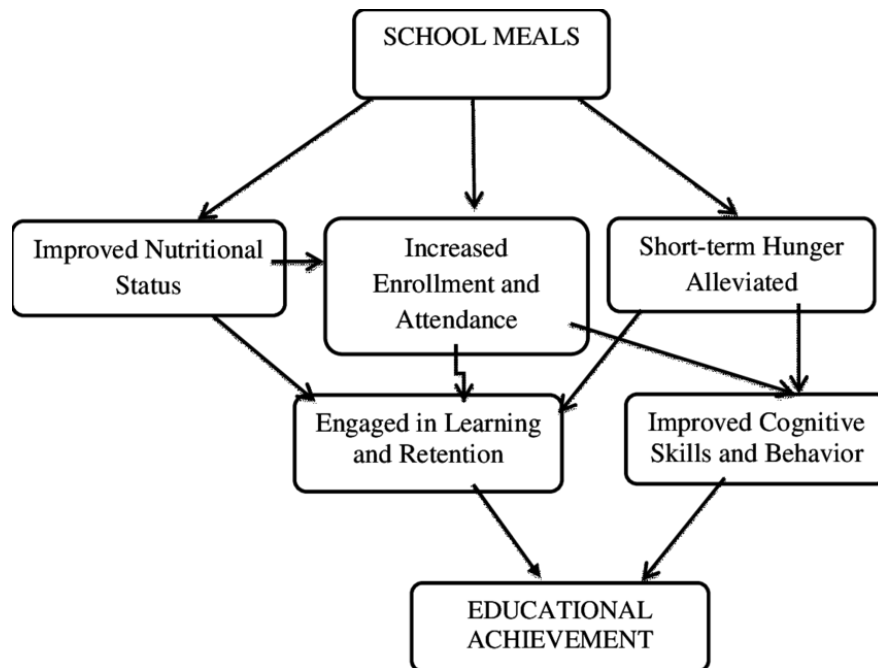 SCHOOL MEALS
Improved Nutritional
Status
Increased
Enrollment and
Attendance
Short-term Hunger
Alleviated
Engaged in Learning
and Retention
Improved Cognitive
Skills and Behavior
EDUCATIONAL
ACHIEVEMENT